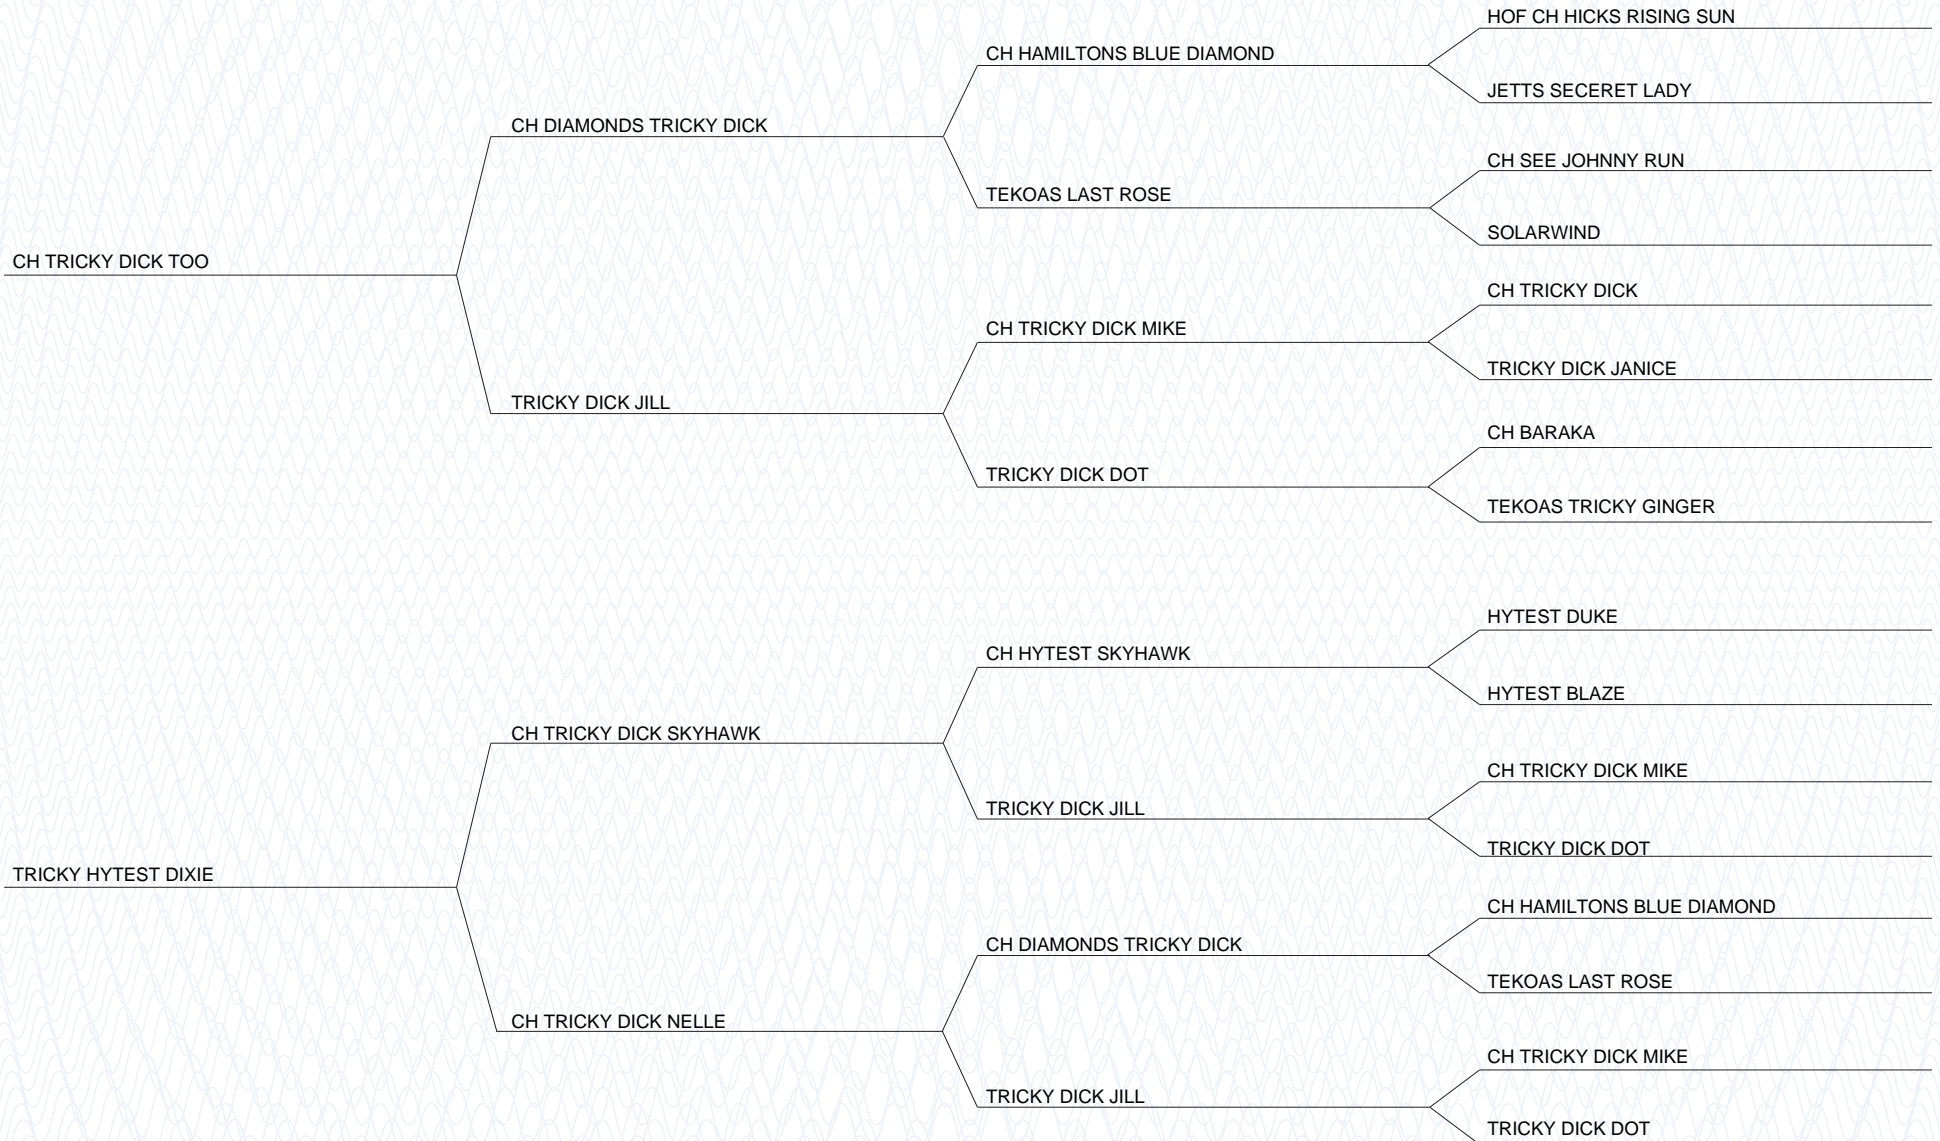 HOF CH HICKS RISING SUN
CH HAMILTONS BLUE DIAMOND
JETTS SECERET LADY
CH DIAMONDS TRICKY DICK
CH SEE JOHNNY RUN
TEKOAS LAST ROSE
SOLARWIND
CH TRICKY DICK TOO
CH TRICKY DICK
CH TRICKY DICK MIKE
TRICKY DICK JANICE
TRICKY DICK JILL
CH BARAKA
TRICKY DICK DOT
TEKOAS TRICKY GINGER
HYTEST DUKE
CH HYTEST SKYHAWK
HYTEST BLAZE
CH TRICKY DICK SKYHAWK
CH TRICKY DICK MIKE
TRICKY DICK JILL
TRICKY DICK DOT
TRICKY HYTEST DIXIE
CH HAMILTONS BLUE DIAMOND
CH DIAMONDS TRICKY DICK
TEKOAS LAST ROSE
CH TRICKY DICK NELLE
CH TRICKY DICK MIKE
TRICKY DICK JILL
TRICKY DICK DOT